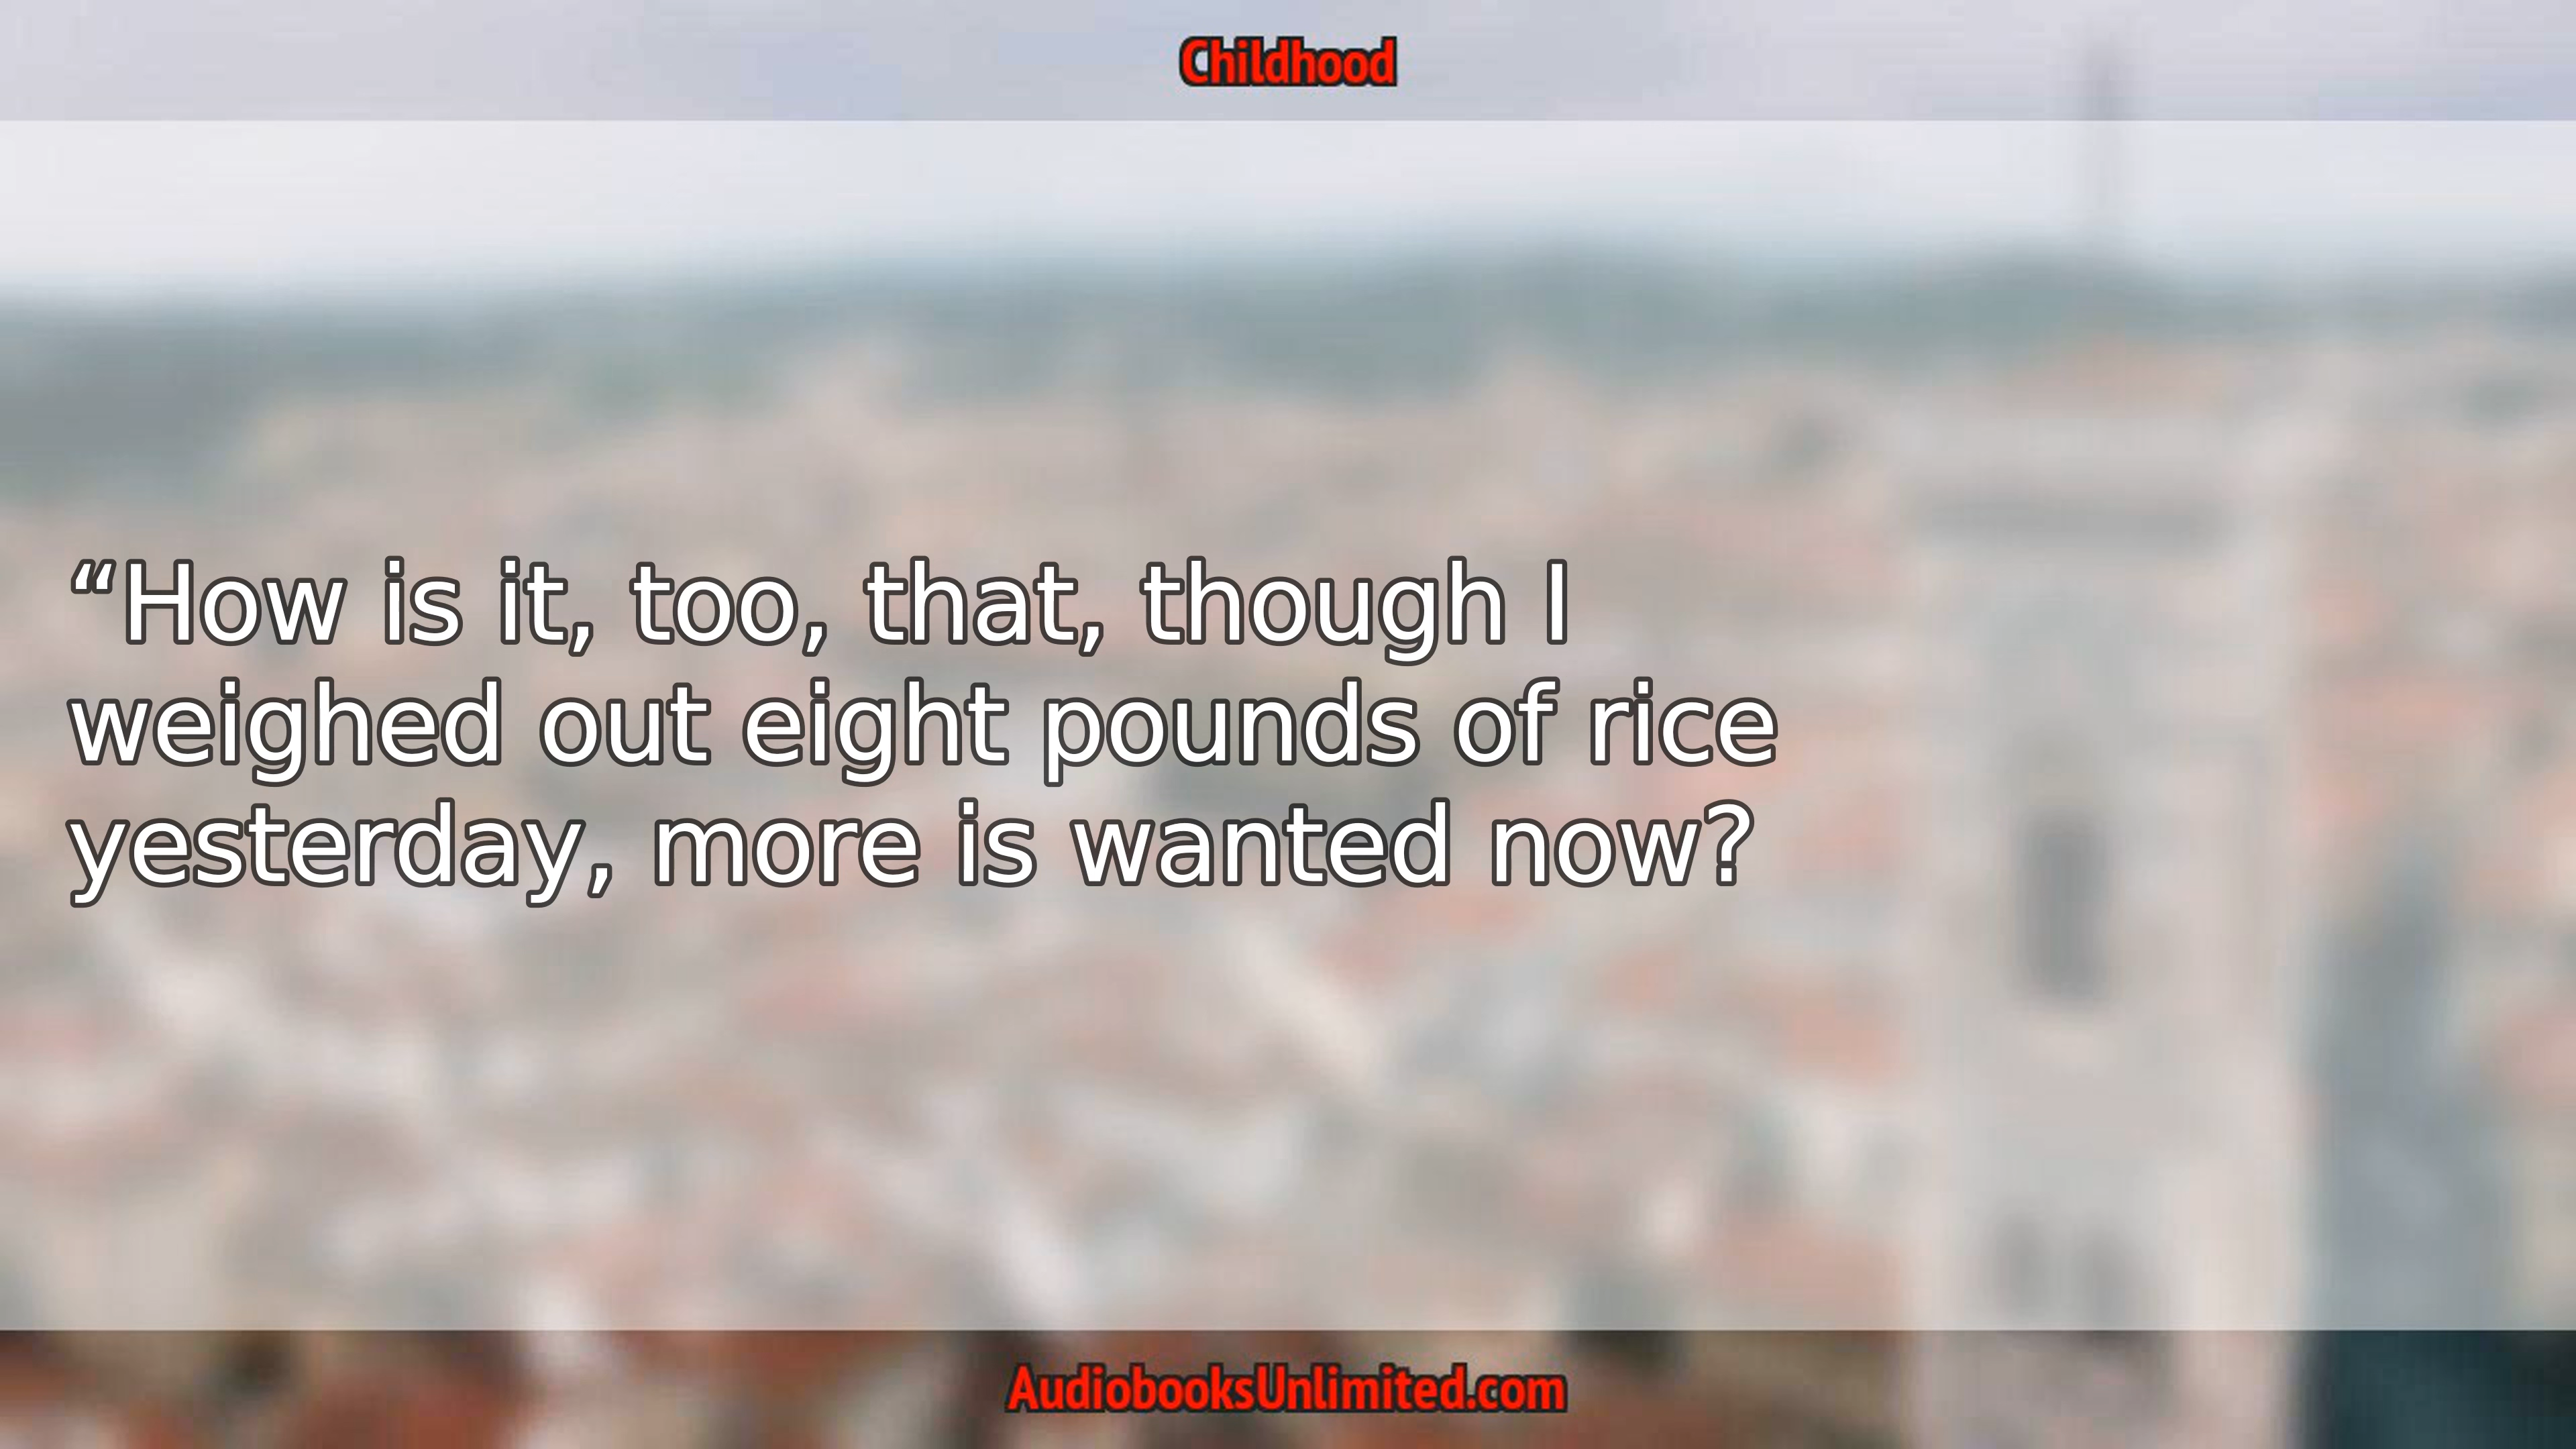 Childhood
“How is it, too, that, though I
weighed out eight pounds of rice
yesterday, more is wanted now?
AudiobooksUnlimited.com